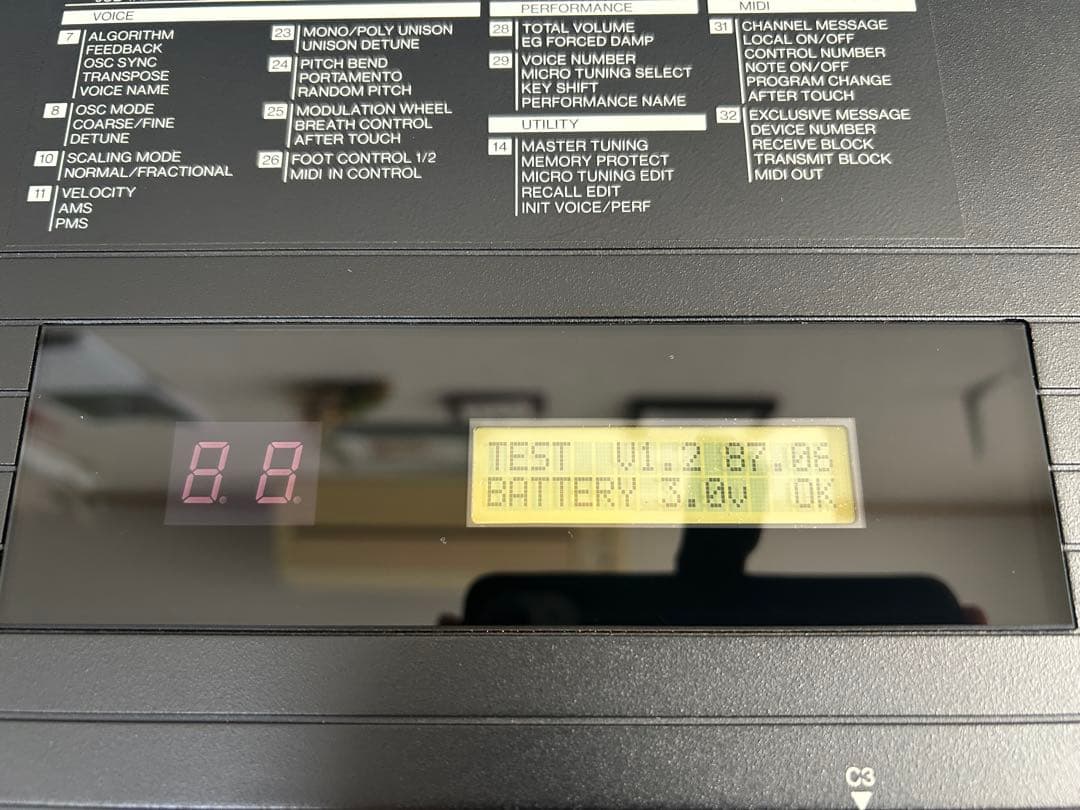 VOICE
7 ALGORITHM
FEEDBACK
OSC SYNC
TRANSPOSE
VOICE NAME
8 OSC MODE
COARSE/FINE
DETUNE
10 SCALING MODE
NORMAL/FRACTIONAL
11 VELOCITY
AMS
PMS
23 MONO/POLY UNISON
UNISON DETUNE
24 PITCH BEND
PORTAMENTO
RANDOM PITCH
25 MODULATION WHEEL
BREATH CONTROL
AFTER TOUCH
26 FOOT CONTROL 1/2
MIDI IN CONTROL
PERFORMANCE
28 TOTAL VOLUME
EG FORCED DAMP
29 VOICE NUMBER
MICRO TUNING SELECT
KEY SHIFT
PERFORMANCE NAME
UTILITY
14 MASTER TUNING
MEMORY PROTECT
MICRO TUNING EDIT
RECALL EDIT
INIT VOICE/PERF
MIDI
31 CHANNEL MESSAGE
LOCAL ON/OFF
CONTROL NUMBER
NOTE ON/OFF
PROGRAM CHANGE
AFTER TOUCH
32 EXCLUSIVE MESSAGE
DEVICE NUMBER
RECEIVE BLOCK
TRANSMIT BLOCK
MIDI OUT
8.8.
TEST V1.2 87.06
BATTERY 3.0v OK
C3